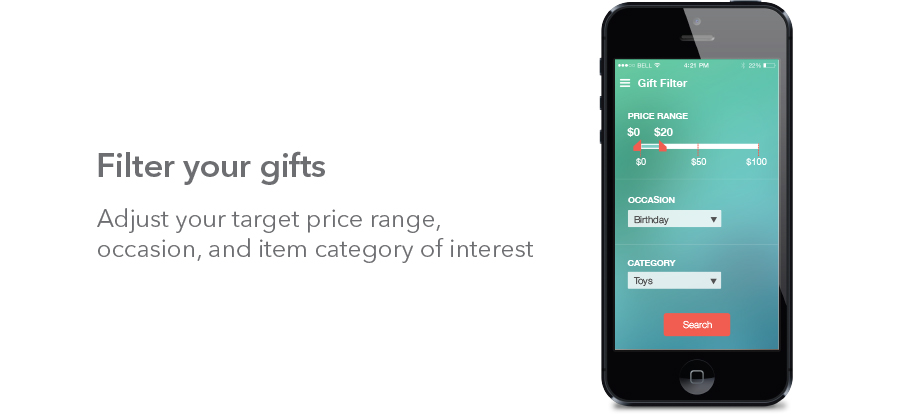 Filter your gifts
Adjust your target price range,
occasion, and item category of interest
BELL 4:21 PM 22%
Gift Filter
PRICE RANGE
$0 $20
$0 $50 $100
OCCASION
Birthday
CATEGORY
Toys
Search